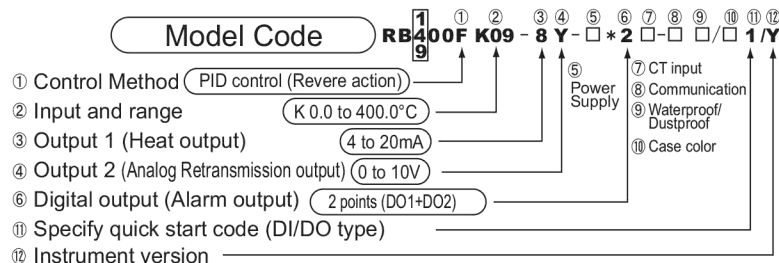 ① ② ③ ④ ⑤ ⑥ ⑦ ⑧ ⑨ ⑩ ⑪ ⑫
Model Code
1
RB400F K09 - 8 Y - □ * 2 □ - □ □ / □ 1 / Y
9
① Control Method PID control (Revere action)
② Input and range K 0.0 to 400.0°C
③ Output 1 (Heat output) 4 to 20mA
④ Output 2 (Analog Retransmission output) 0 to 10V
⑥ Digital output (Alarm output) 2 points (DO1+DO2)
⑪ Specify quick start code (DI/DO type)
⑫ Instrument version
⑤
Power
Supply
⑦ CT input
⑧ Communication
⑨ Waterproof/
Dustproof
⑩ Case color